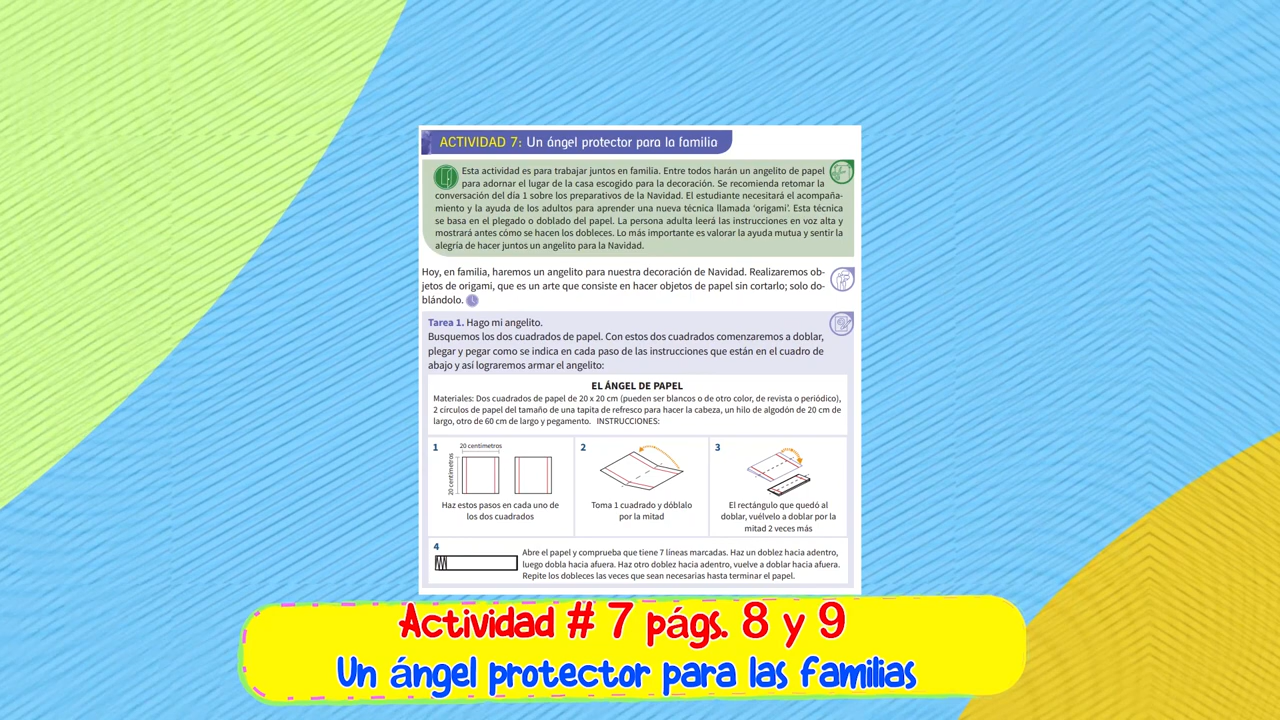 ACTIVIDAD 7: Un ángel protector para la familia
Esta actividad es para trabajar juntos en familia. Entre todos harán un angelito de papel
para adornar el lugar de la casa escogido para la decoración. Se recomienda retomar la
conversación del día 1 sobre los preparativos de la Navidad. El estudiante necesitará el acompaña-
miento y la ayuda de los adultos para aprender una nueva técnica llamada ‘origami’. Esta técnica
se basa en el plegado o doblado del papel. La persona adulta leerá las instrucciones en voz alta y
mostrará antes cómo se hacen los dobleces. Lo más importante es valorar la ayuda mutua y sentir la
alegría de hacer juntos un angelito para la Navidad.
Hoy, en familia, haremos un angelito para nuestra decoración de Navidad. Realizaremos ob-
jetos de origami, que es un arte que consiste en hacer objetos de papel sin cortarlo; solo do-
blándolo.
Tarea 1. Hago mi angelito.
Busquemos los dos cuadrados de papel. Con estos dos cuadrados comenzaremos a doblar,
plegar y pegar como se indica en cada paso de las instrucciones que están en el cuadro de
abajo y así lograremos armar el angelito:
EL ÁNGEL DE PAPEL
Materiales: Dos cuadrados de papel de 20 x 20 cm (pueden ser blancos o de otro color, de revista o periódico),
2 círculos de papel del tamaño de una tapita de refresco para hacer la cabeza, un hilo de algodón de 20 cm de
largo, otro de 60 cm de largo y pegamento. INSTRUCCIONES:
1
20 centimetros
20 centimetros
Haz estos pasos en cada uno de
los dos cuadrados
2
Toma 1 cuadrado y dóblalo
por la mitad
3
El rectángulo que quedó al
doblar, vuélvelo a doblar por la
mitad 2 veces más
4
Abre el papel y comprueba que tiene 7 líneas marcadas. Haz un doblez hacia adentro,
luego dobla hacia afuera. Haz otro doblez hacia adentro, vuelve a doblar hacia afuera.
Repite los dobleces las veces que sean necesarias hasta terminar el papel.
Actividad # 7 págs. 8 y 9
Un ángel protector para las familias